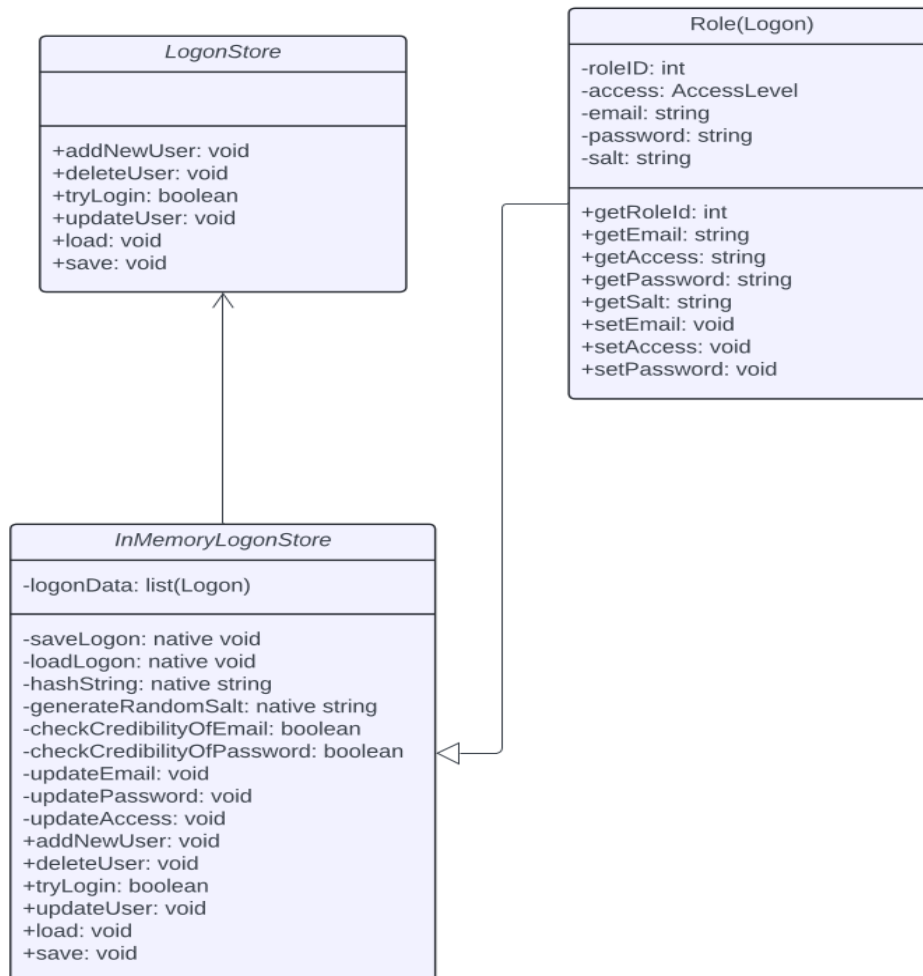 LogonStore
+addNewUser: void
+deleteUser: void
+tryLogin: boolean
+updateUser: void
+load: void
+save: void
Role(Logon)
-roleID: int
-access: AccessLevel
-email: string
-password: string
-salt: string
+getRoleId: int
+getEmail: string
+getAccess: string
+getPassword: string
+getSalt: string
+setEmail: void
+setAccess: void
+setPassword: void
InMemoryLogonStore
-logonData: list(Logon)
-saveLogon: native void
-loadLogon: native void
-hashString: native string
-generateRandomSalt: native string
-checkCredibilityOfEmail: boolean
-checkCredibilityOfPassword: boolean
-updateEmail: void
-updatePassword: void
-updateAccess: void
+addNewUser: void
+deleteUser: void
+tryLogin: boolean
+updateUser: void
+load: void
+save: void